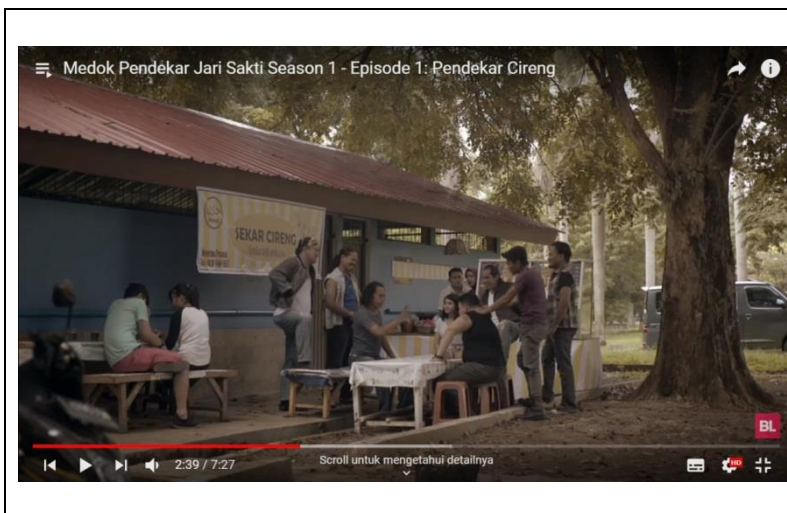 Medok Pendekar Jari Sakti Season 1 - Episode 1: Pendekar Cireng
SEKAR CIRENG
BL
2:39 / 7:27
Scroll untuk mengetahui detailnya
HD